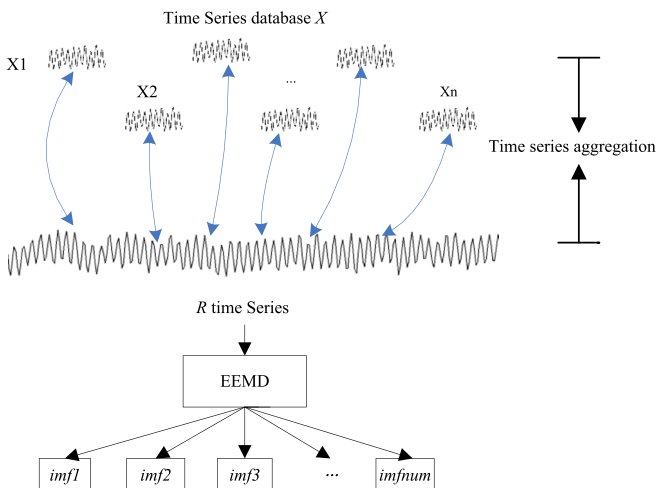 Time Series database X
X1
X2
...
Xn
Time series aggregation
R time Series
EEMD
imf1 imf2 imf3 ... imfnum